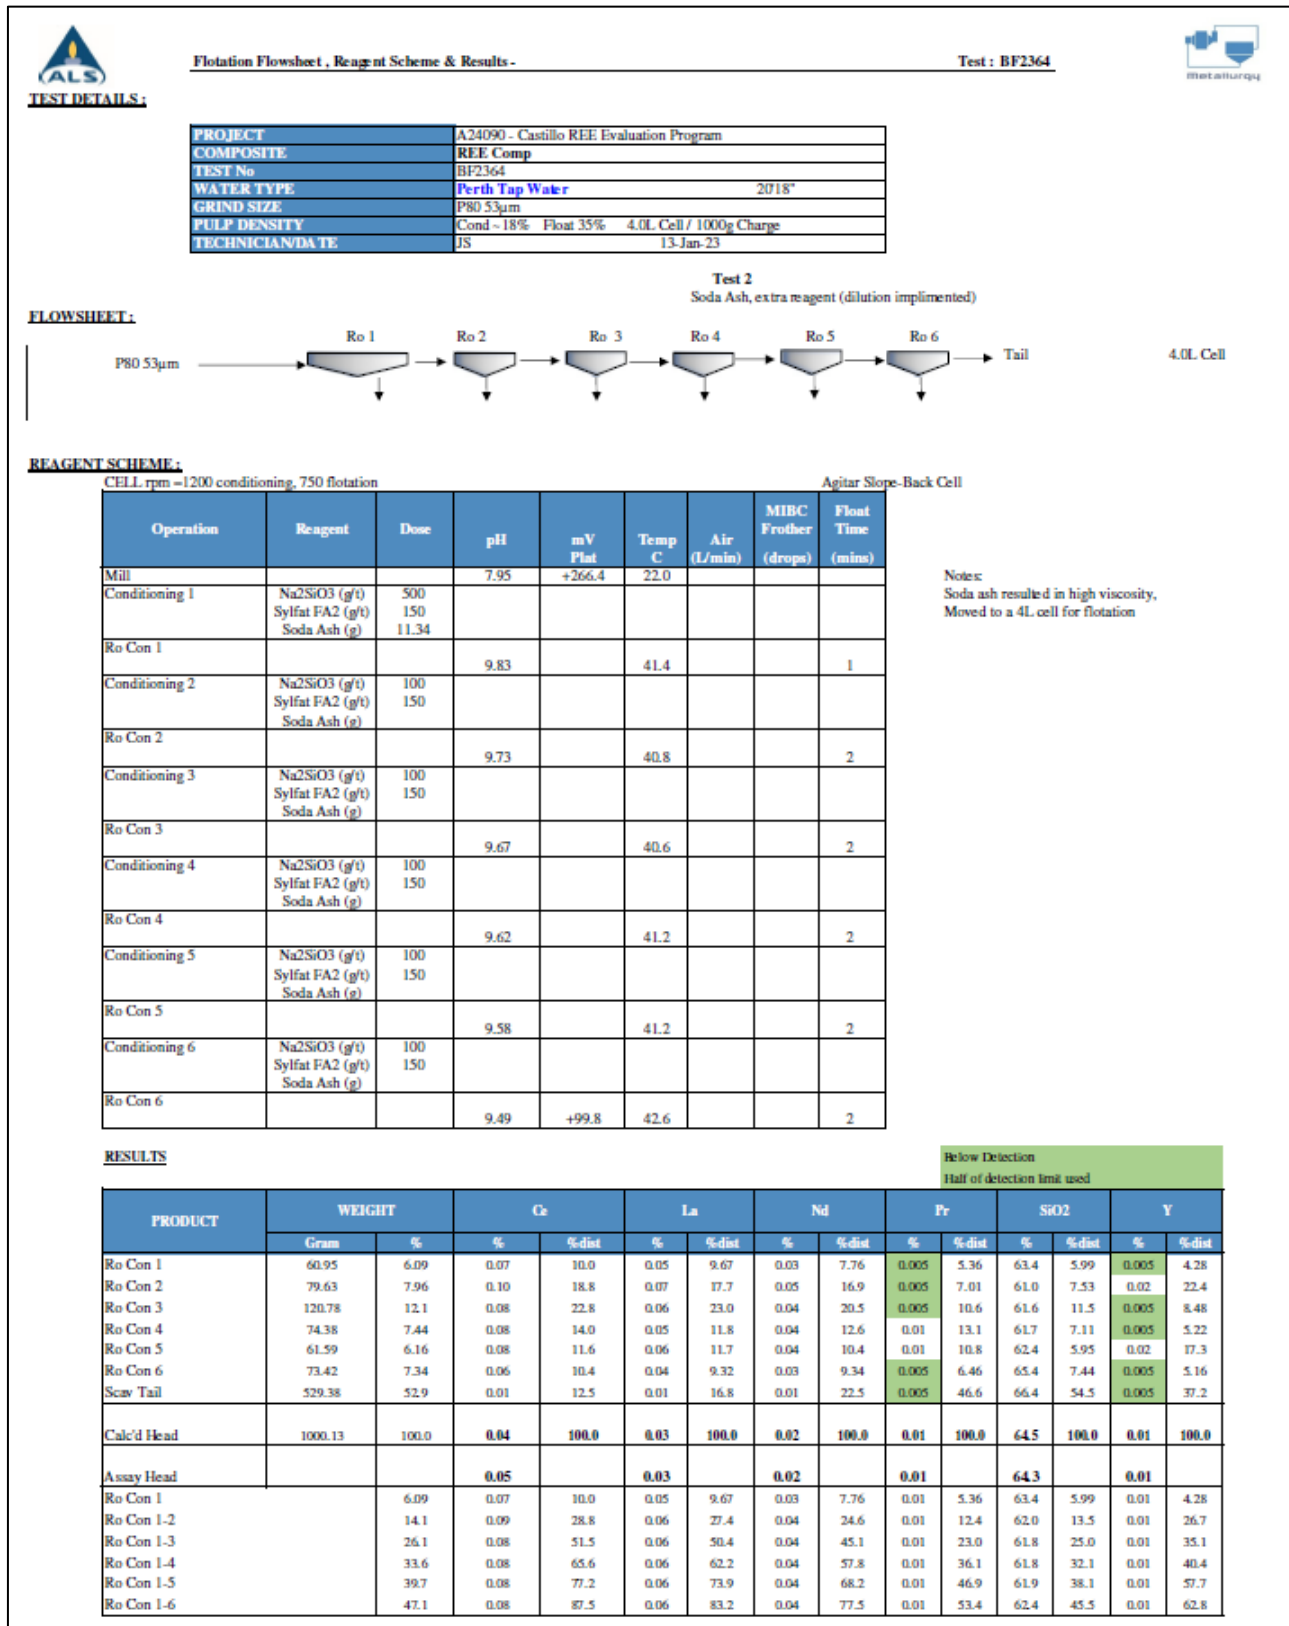 ALS
Flotation Flowsheet , Reagent Scheme & Results - Test : BF2364
Metallurgy
TEST DETAILS :
PROJECT A24090 - Castillo REE Evaluation Program
COMPOSITE REE Comp
TEST No BF2364
WATER TYPE Perth Tap Water 20'18"
GRIND SIZE P80 53µm
PULP DENSITY Cond ~18% Float 35% 4.0L Cell / 1000g Charge
TECHNICIAN/DATE JS 13-Jan-23
Test 2
Soda Ash, extra reagent (dilution implimented)
FLOWSHEET :
Ro 1 Ro 2 Ro 3 Ro 4 Ro 5 Ro 6
P80 53µm Tail 4.0L Cell
REAGENT SCHEME :
CELL rpm ~1200 conditioning, 750 flotation Agitar Slope-Back Cell
Operation Reagent Dose pH mV Plat Temp C Air (L/min) MIBC Frother (drops) Float Time (mins)
Mill 7.95 +266.4 22.0
Notes:
Soda ash resulted in high viscosity,
Moved to a 4L cell for flotation
Conditioning 1 Na2SiO3 (g/t) 500
Sylfat FA2 (g/t) 150
Soda Ash (g) 11.34
Ro Con 1
9.83 41.4 1
Conditioning 2 Na2SiO3 (g/t) 100
Sylfat FA2 (g/t) 150
Soda Ash (g)
Ro Con 2
9.73 40.8 2
Conditioning 3 Na2SiO3 (g/t) 100
Sylfat FA2 (g/t) 150
Soda Ash (g)
Ro Con 3
9.67 40.6 2
Conditioning 4 Na2SiO3 (g/t) 100
Sylfat FA2 (g/t) 150
Soda Ash (g)
Ro Con 4
9.62 41.2 2
Conditioning 5 Na2SiO3 (g/t) 100
Sylfat FA2 (g/t) 150
Soda Ash (g)
Ro Con 5
9.58 41.2 2
Conditioning 6 Na2SiO3 (g/t) 100
Sylfat FA2 (g/t) 150
Soda Ash (g)
Ro Con 6
9.49 +99.8 42.6 2
RESULTS
Below Detection
Half of detection limit used
PRODUCT WEIGHT Ce La Nd Pr SiO2 Y
Gram % % %dist % %dist % %dist % %dist % %dist % %dist
Ro Con 1 60.95 6.09 0.07 10.0 0.05 9.67 0.03 7.76 0.005 5.36 63.4 5.99 0.005 4.28
Ro Con 2 79.63 7.96 0.10 18.8 0.07 17.7 0.05 16.9 0.005 7.01 61.0 7.53 0.02 22.4
Ro Con 3 120.78 12.1 0.08 22.8 0.06 23.0 0.04 20.5 0.005 10.6 61.6 11.5 0.005 8.48
Ro Con 4 74.38 7.44 0.08 14.0 0.05 11.8 0.04 12.6 0.01 13.1 61.7 7.11 0.005 5.22
Ro Con 5 61.59 6.16 0.08 11.6 0.06 11.7 0.04 10.4 0.01 10.8 62.4 5.95 0.02 17.3
Ro Con 6 73.42 7.34 0.06 10.4 0.04 9.32 0.03 9.34 0.005 6.46 65.4 7.44 0.005 5.16
Scav Tail 529.38 52.9 0.01 12.5 0.01 16.8 0.01 22.5 0.005 46.6 66.4 54.5 0.005 37.2
Calc'd Head 1000.13 100.0 0.04 100.0 0.03 100.0 0.02 100.0 0.01 100.0 64.5 100.0 0.01 100.0
Assay Head 0.05 0.03 0.02 0.01 64.3 0.01
Ro Con 1 6.09 0.07 10.0 0.05 9.67 0.03 7.76 0.01 5.36 63.4 5.99 0.01 4.28
Ro Con 1-2 14.1 0.09 28.8 0.06 27.4 0.04 24.6 0.01 12.4 62.0 13.5 0.01 26.7
Ro Con 1-3 26.1 0.08 51.5 0.06 50.4 0.04 45.1 0.01 23.0 61.8 25.0 0.01 35.1
Ro Con 1-4 33.6 0.08 65.6 0.06 62.2 0.04 57.8 0.01 36.1 61.8 32.1 0.01 40.4
Ro Con 1-5 39.7 0.08 77.2 0.06 73.9 0.04 68.2 0.01 46.9 61.9 38.1 0.01 57.7
Ro Con 1-6 47.1 0.08 87.5 0.06 83.2 0.04 77.5 0.01 53.4 62.4 45.5 0.01 62.8